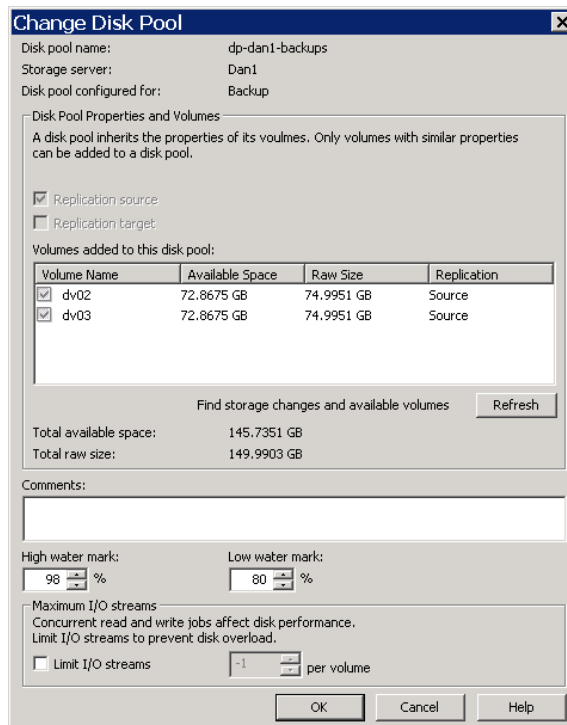 Change Disk Pool
Disk pool name: dp-dan1-backups
Storage server: Dan1
Disk pool configured for: Backup
Disk Pool Properties and Volumes
A disk pool inherits the properties of its voulmes. Only volumes with similar properties
can be added to a disk pool.
Replication source
Replication target
Volumes added to this disk pool:
Volume Name Available Space Raw Size Replication
dv02 72.8675 GB 74.9951 GB Source
dv03 72.8675 GB 74.9951 GB Source
Find storage changes and available volumes Refresh
Total available space: 145.7351 GB
Total raw size: 149.9903 GB
Comments:
High water mark: Low water mark:
98 % 80 %
Maximum I/O streams
Concurrent read and write jobs affect disk performance.
Limit I/O streams to prevent disk overload.
Limit I/O streams -1 per volume
OK Cancel Help